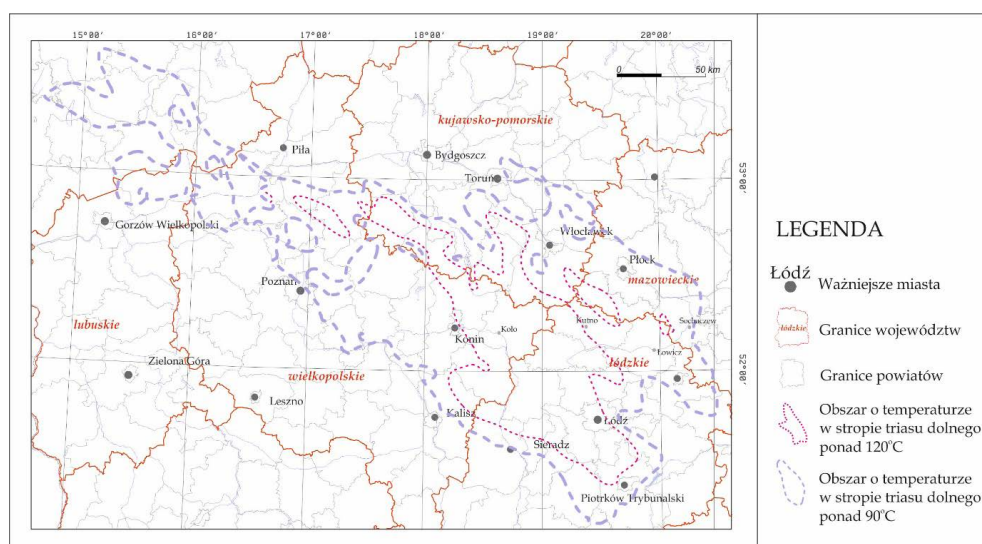 15°00'
16°00'
17°00'
18°00'
19°00'
20°00'
0 50 km
kujawsko-pomorskie
Piła
Bydgoszcz
Toruń
53°00'
Gorzów Wielkopolski
Włocławek
Płock
mazowieckie
Poznań
lubuskie
Konin
Koło
Kutno
Sochaczew
Łowicz
Zielona Góra
wielkopolskie
łódzkie
52°00'
Leszno
Kalisz
Łódź
Sieradz
Piotrków Trybunalski
LEGENDA
Łódź
Ważniejsze miasta
łódzkie
Granice województw
Granice powiatów
Obszar o temperaturze
w stropie triasu dolnego
ponad 120°C
Obszar o temperaturze
w stropie triasu dolnego
ponad 90°C